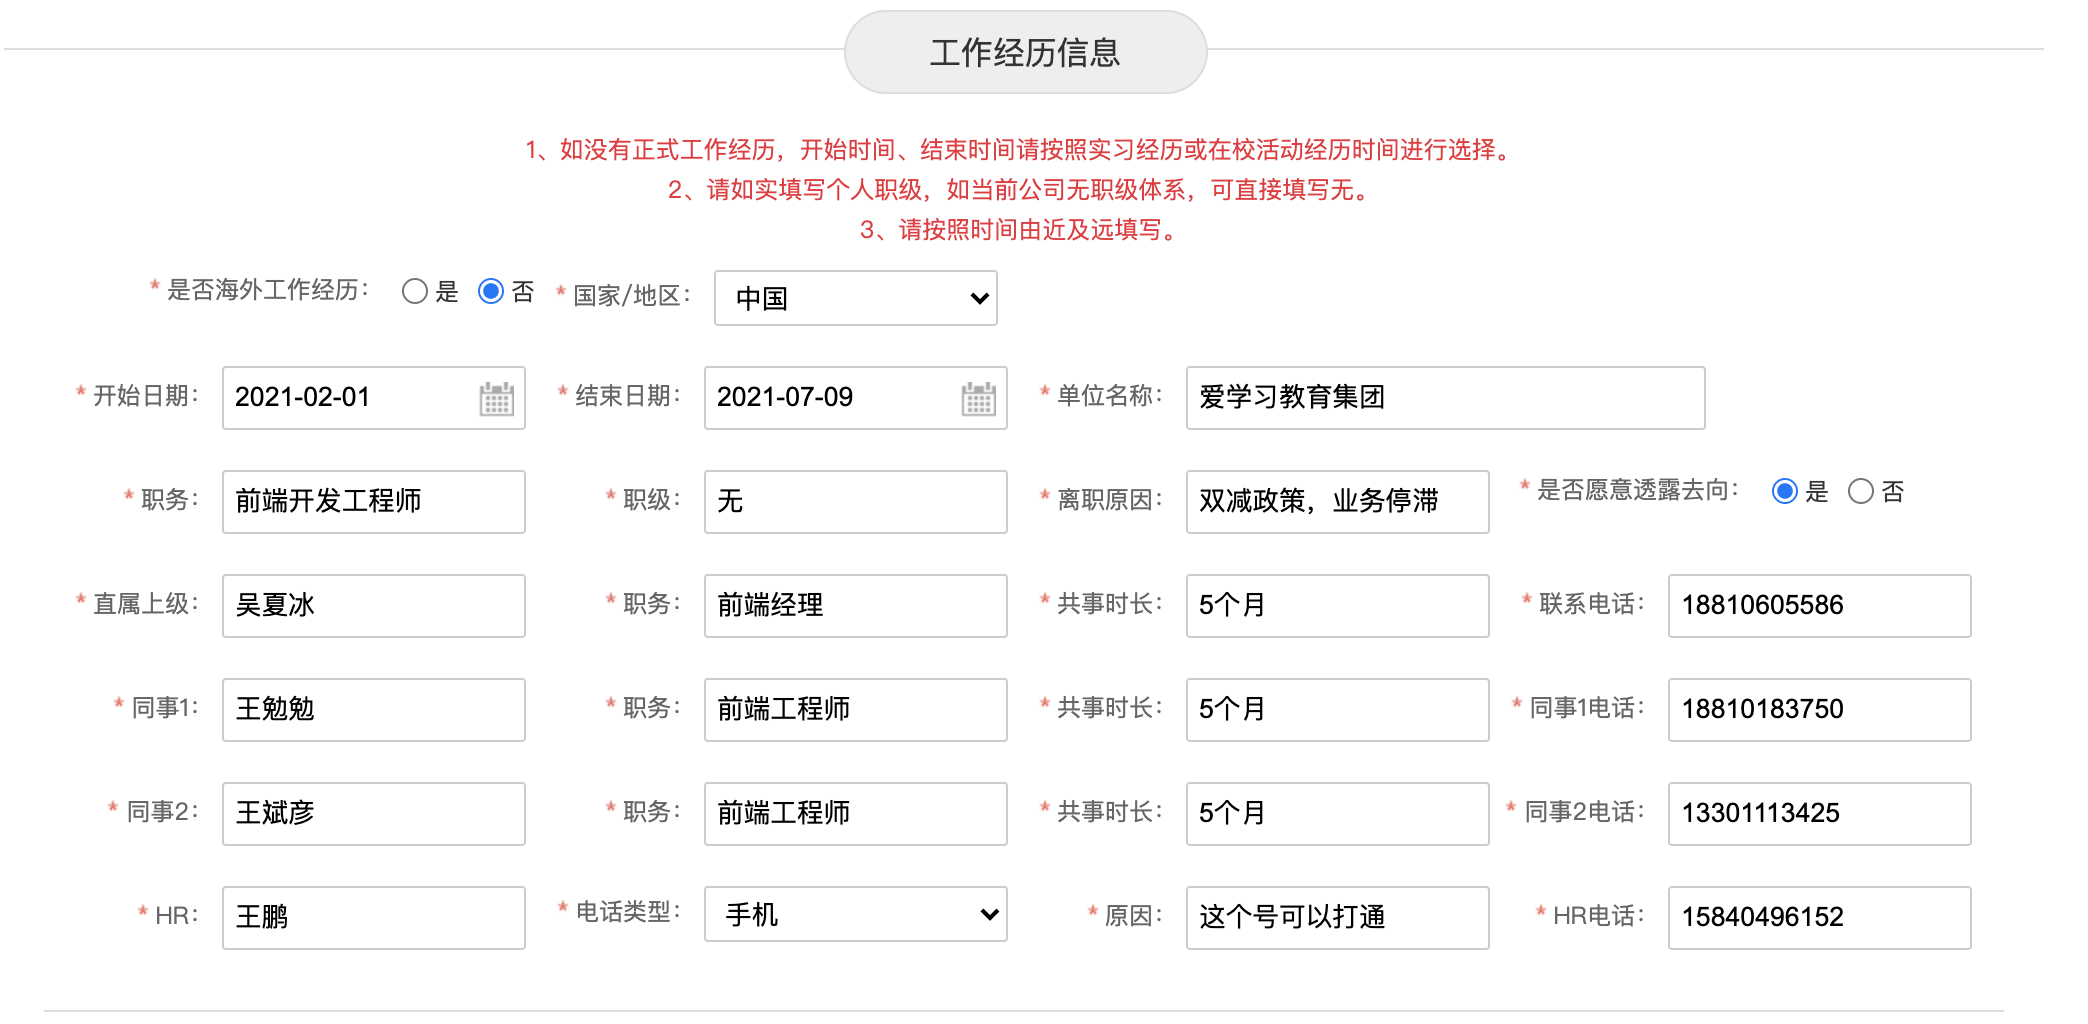 工作经历信息
1、如没有正式工作经历，开始时间、结束时间请按照实习经历或在校活动经历时间进行选择。
2、请如实填写个人职级，如当前公司无职级体系，可直接填写无。
3、请按照时间由近及远填写。
* 是否海外工作经历： 是 否 * 国家/地区： 中国
* 开始日期： 2021-02-01 * 结束日期： 2021-07-09 * 单位名称： 爱学习教育集团
* 职务： 前端开发工程师 * 职级： 无 * 离职原因： 双减政策，业务停滞 * 是否愿意透露去向： 是 否
* 直属上级： 吴夏冰 * 职务： 前端经理 * 共事时长： 5个月 * 联系电话： 18810605586
* 同事1： 王勉勉 * 职务： 前端工程师 * 共事时长： 5个月 * 同事1电话： 18810183750
* 同事2： 王斌彦 * 职务： 前端工程师 * 共事时长： 5个月 * 同事2电话： 13301113425
* HR： 王鹏 * 电话类型： 手机 * 原因： 这个号可以打通 * HR电话： 15840496152